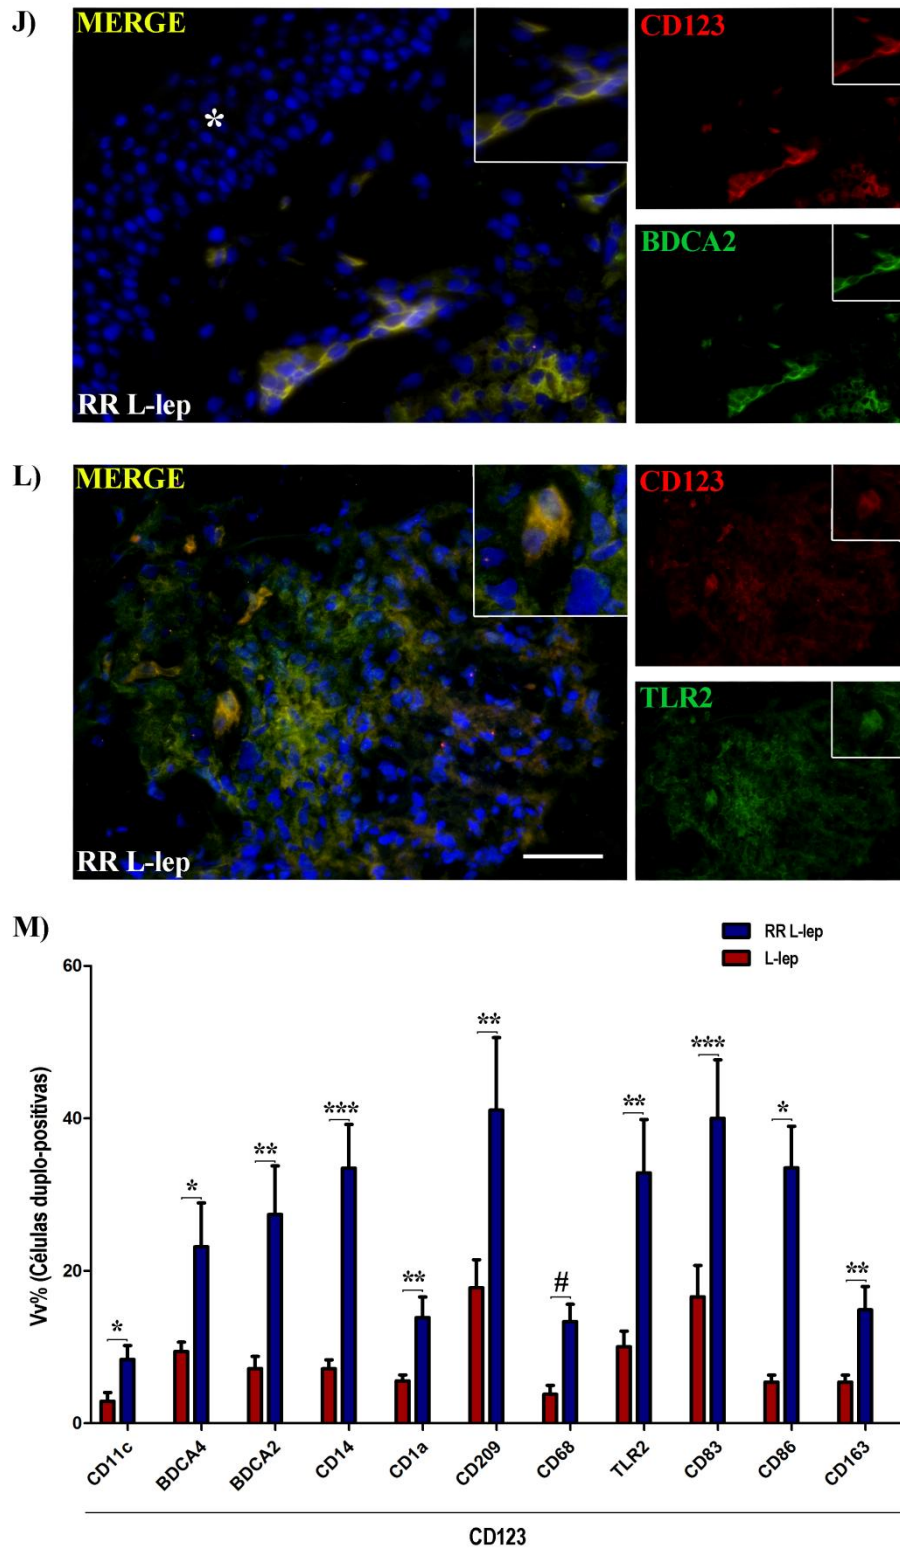 J)
MERGE
*
RR L-lep
CD123
BDCA2
L)
MERGE
RR L-lep
CD123
TLR2
M)
RR L-lep
L-lep
Vv% (Células duplo-positivas)
60
40
20
0
*
*
**
***
**
**
#
**
***
*
**
CD11c
BDCA4
BDCA2
CD14
CD1a
CD209
CD68
TLR2
CD83
CD86
CD163
CD123